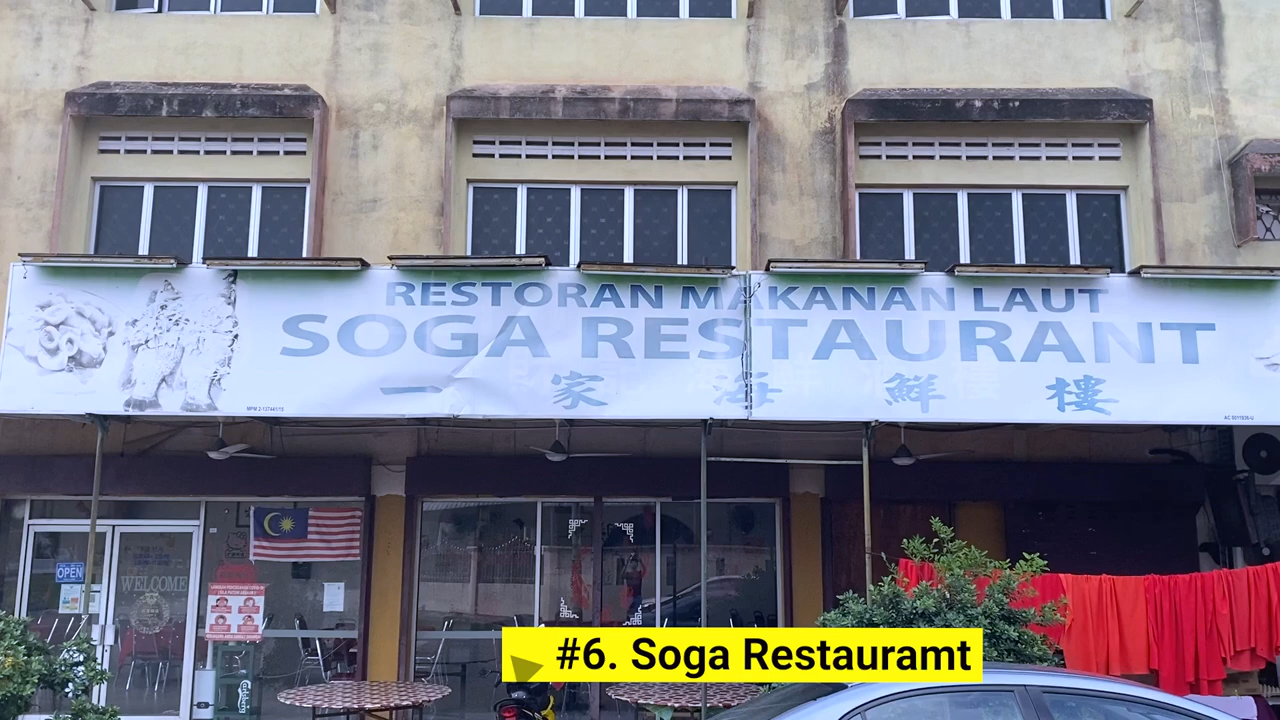 RESTORAN MAKANAN LAUT
SOGA RESTAURANT
一家海鮮樓
OPEN
WELCOME
#6. Soga Restauramt